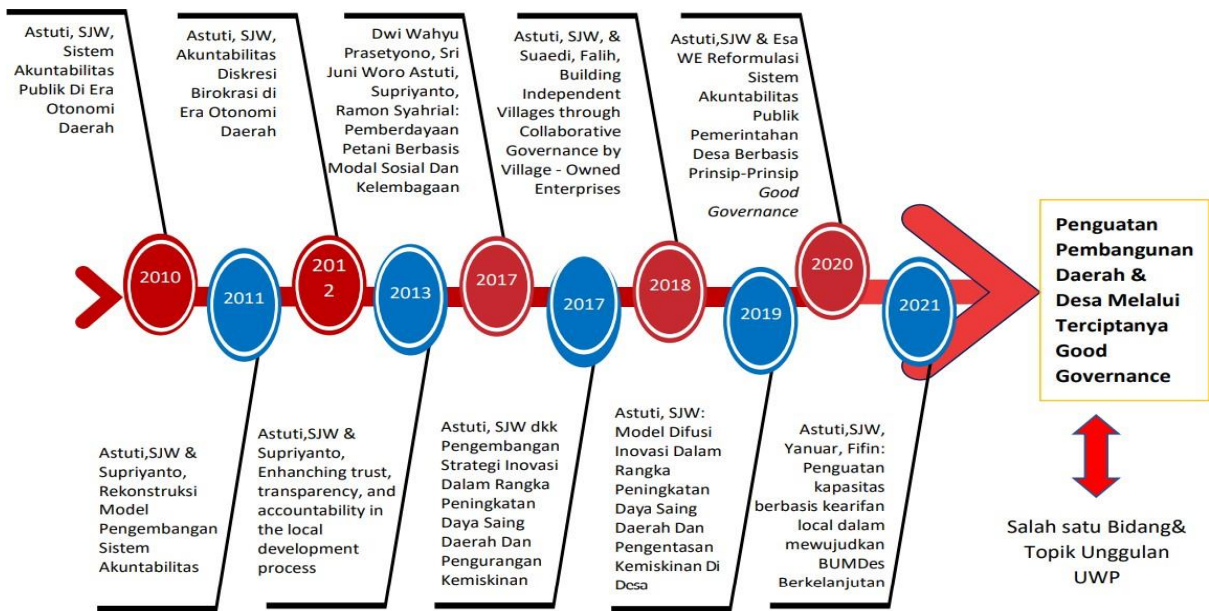 Astuti, SJW,
Sistem
Akuntabilitas
Publik Di Era
Otonomi
Daerah
Astuti, SJW,
Akuntabilitas
Diskresi
Birokrasi di
Era Otonomi
Daerah
Dwi Wahyu
Prasetyono, Sri
Juni Woro Astuti,
Supriyanto,
Ramon Syahrial:
Pemberdayaan
Petani Berbasis
Modal Sosial Dan
Kelembagaan
Astuti, SJW, &
Suaedi, Falih,
Building
Independent
Villages through
Collaborative
Governance by
Village - Owned
Enterprises
Astuti,SJW & Esa
WE Reformulasi
Sistem
Akuntabilitas
Publik
Pemerintahan
Desa Berbasis
Prinsip-Prinsip
Good
Governance
2010
2011
201
2
2013
2017
2017
2018
2019
2020
2021
Penguatan
Pembangunan
Daerah &
Desa Melalui
Terciptanya
Good
Governance
Astuti,SJW &
Supriyanto,
Rekonstruksi
Model
Pengembangan
Sistem
Akuntabilitas
Astuti,SJW &
Supriyanto,
Enhanching trust,
transparency, and
accountability in
the local
development
process
Astuti, SJW dkk
Pengembangan
Strategi Inovasi
Dalam Rangka
Peningkatan
Daya Saing
Daerah Dan
Pengurangan
Kemiskinan
Astuti, SJW:
Model Difusi
Inovasi Dalam
Rangka
Peningkatan
Daya Saing
Daerah Dan
Pengentasan
Kemiskinan Di
Desa
Astuti,SJW,
Yanuar, Fifin:
Penguatan
kapasitas
berbasis kearifan
local dalam
mewujudkan
BUMDes
Berkelanjutan
Salah satu Bidang&
Topik Unggulan
UWP